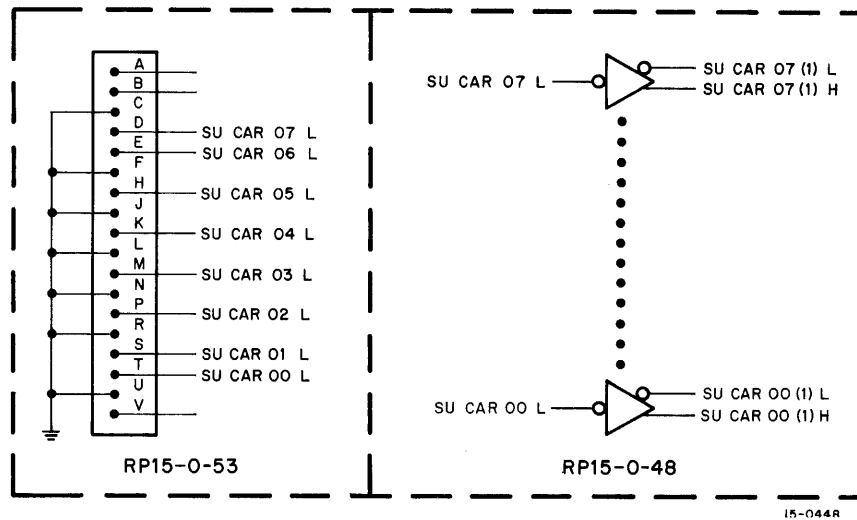 A
B
C
D SU CAR 07 L
E SU CAR 06 L
F
H SU CAR 05 L
J
K SU CAR 04 L
L
M SU CAR 03 L
N
P SU CAR 02 L
R
S SU CAR 01 L
T SU CAR 00 L
U
V
RP15-0-53
SU CAR 07 L
SU CAR 07 (1) L
SU CAR 07 (1) H
SU CAR 00 L
SU CAR 00 (1) L
SU CAR 00 (1) H
RP15-0-48
15-0448